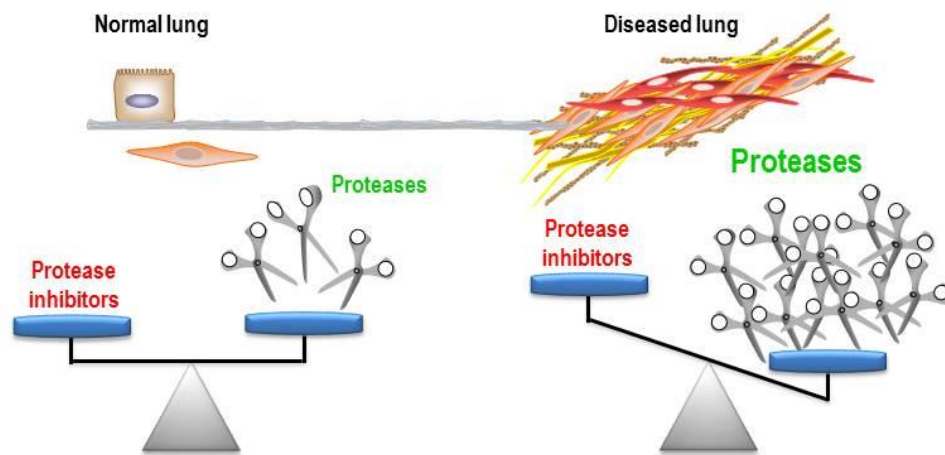 Normal lung
Diseased lung
Proteases
Protease
inhibitors
Proteases
Protease
inhibitors